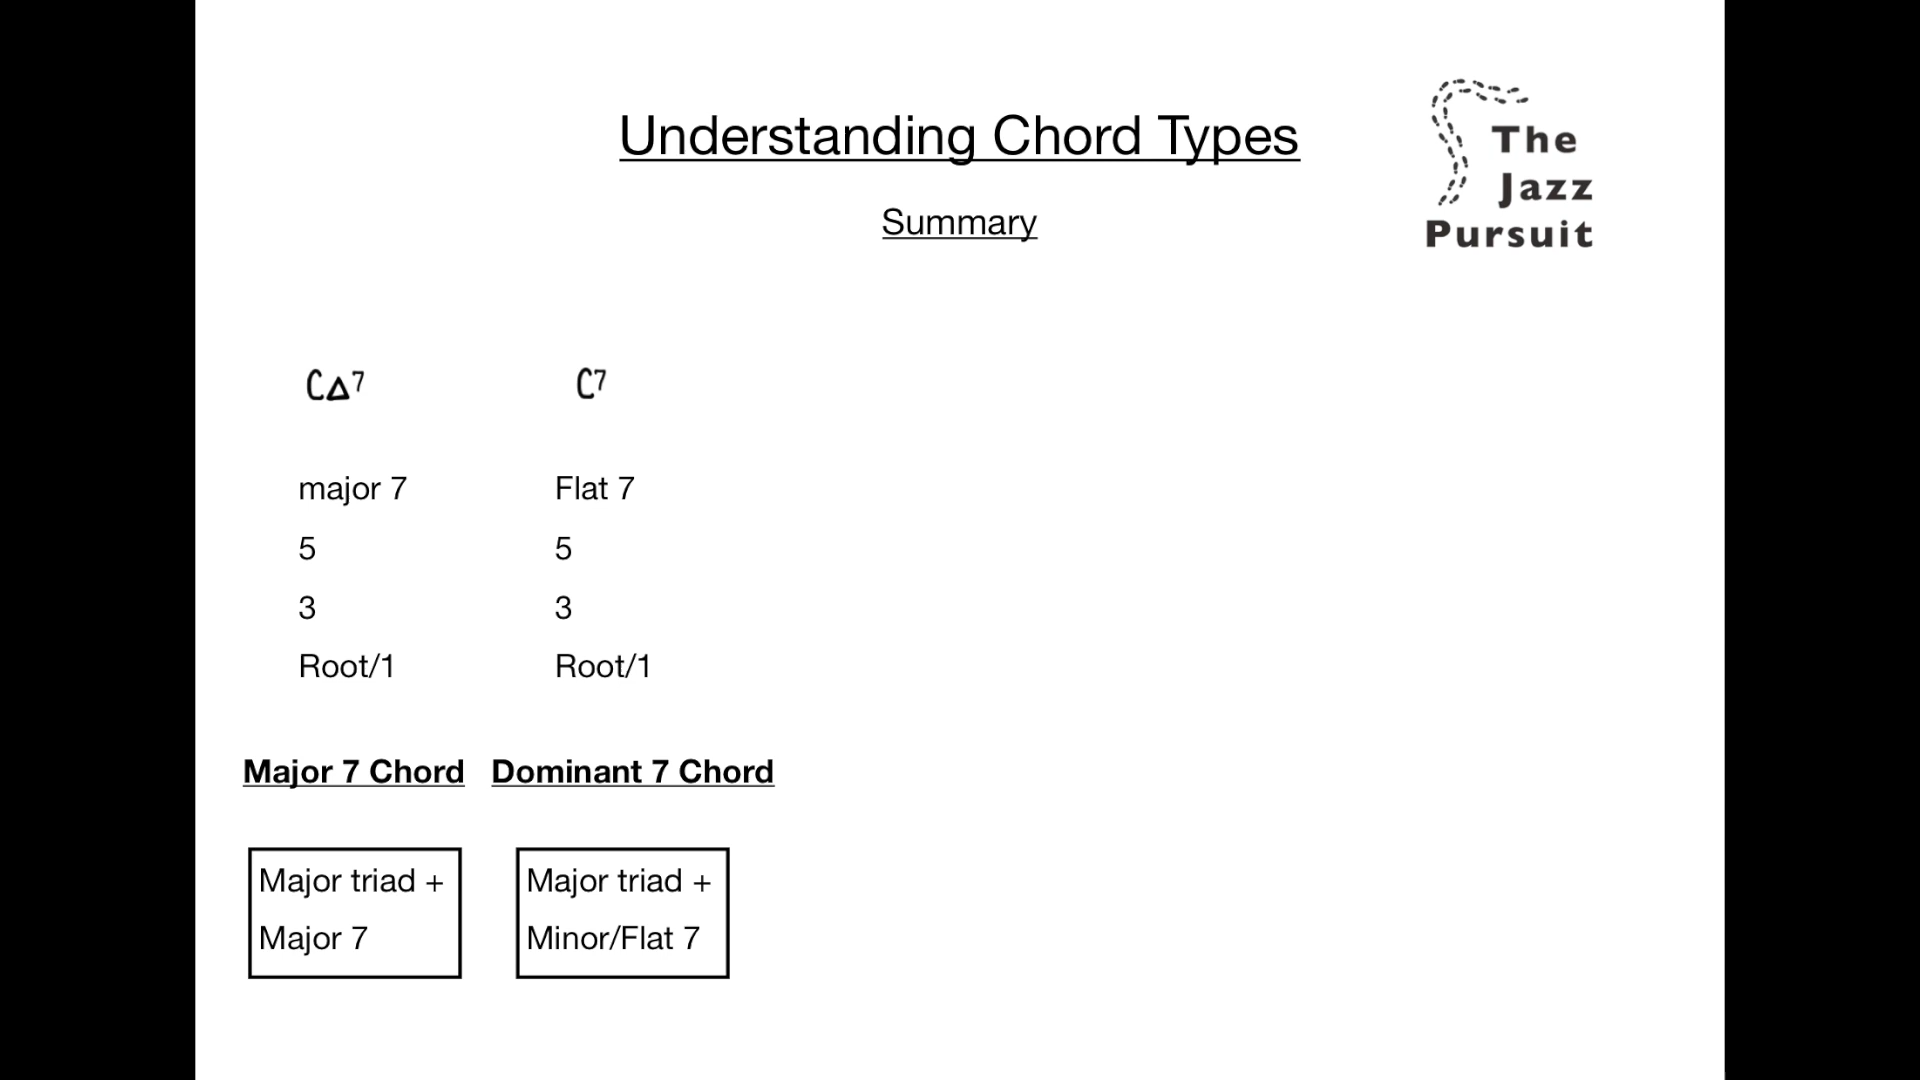 Understanding Chord Types
Summary
The
Jazz
Pursuit
C△7
C7
major 7
Flat 7
5
5
3
3
Root/1
Root/1
Major 7 Chord
Dominant 7 Chord
Major triad +
Major 7
Major triad +
Minor/Flat 7